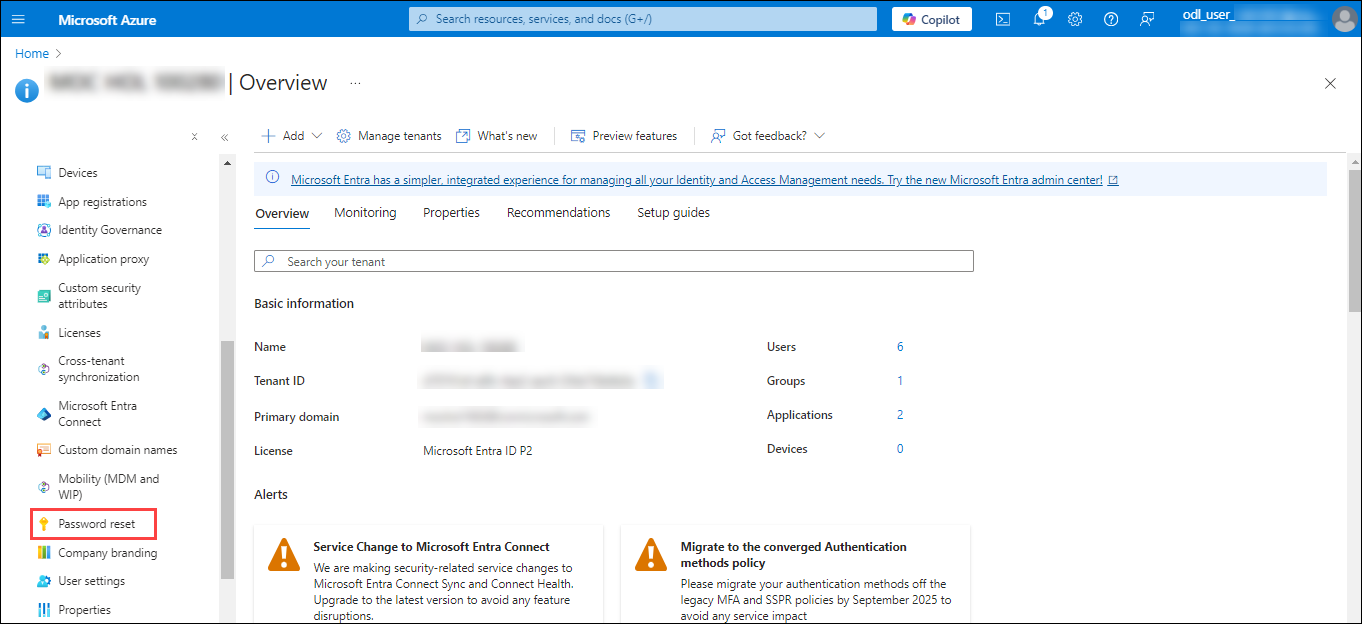 Microsoft Azure
Search resources, services, and docs (G+/)
Copilot
1
odl_user_
Home
| Overview
...
Add
Manage tenants
What's new
Preview features
Got feedback?
Devices
App registrations
Identity Governance
Application proxy
Custom security
attributes
Licenses
Cross-tenant
synchronization
Microsoft Entra
Connect
Custom domain names
Mobility (MDM and
WIP)
Password reset
Company branding
User settings
Properties
Microsoft Entra has a simpler, integrated experience for managing all your Identity and Access Management needs. Try the new Microsoft Entra admin center!
Overview Monitoring Properties Recommendations Setup guides
Search your tenant
Basic information
Name
Users 6
Tenant ID
Groups 1
Primary domain
Applications 2
License Microsoft Entra ID P2
Devices 0
Alerts
Service Change to Microsoft Entra Connect
We are making security-related service changes to
Microsoft Entra Connect Sync and Connect Health.
Upgrade to the latest version to avoid any feature
disruptions.
Migrate to the converged Authentication
methods policy
Please migrate your authentication methods off the
legacy MFA and SSPR policies by September 2025 to
avoid any service impact